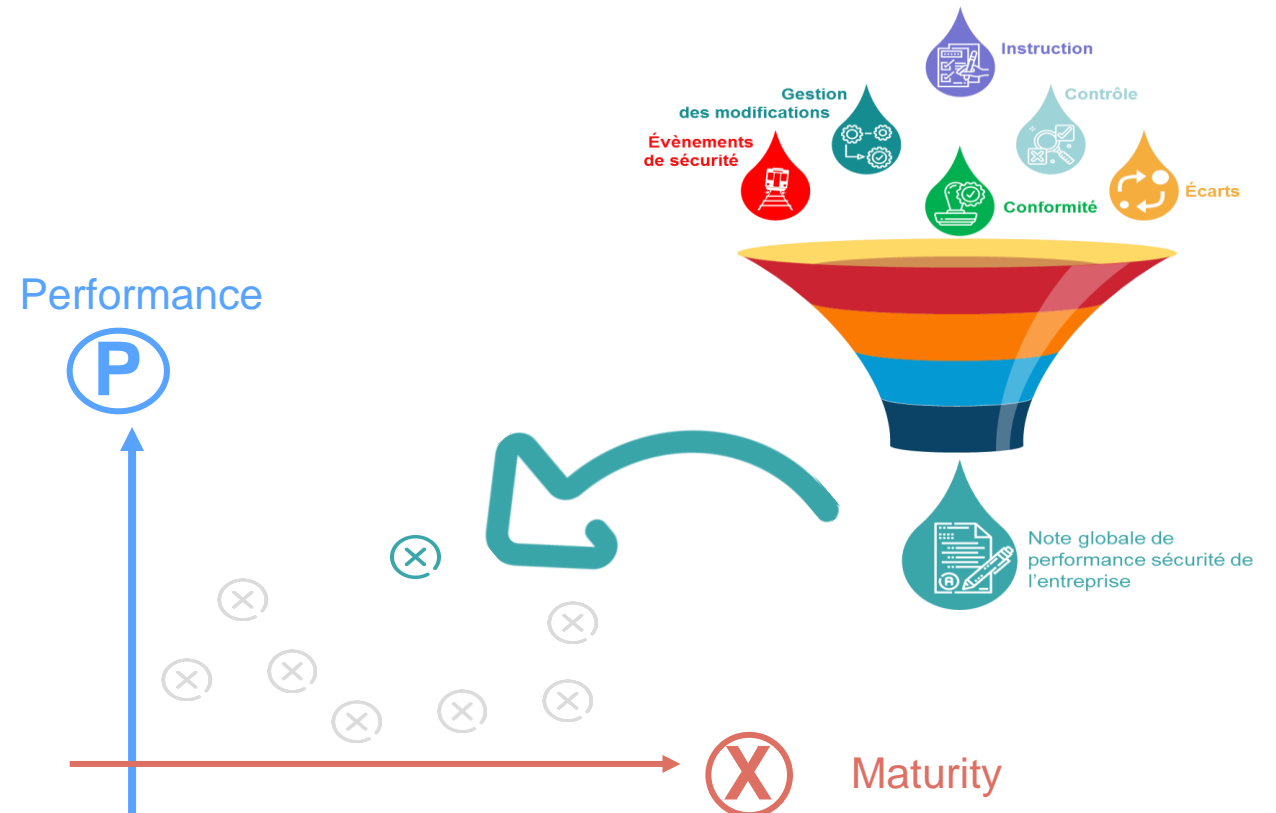 Instruction
Gestion
des modifications
Contrôle
Évènements
de sécurité
Conformité
Écarts
Performance
P
Note globale de
performance sécurité de
l'entreprise
X
Maturity